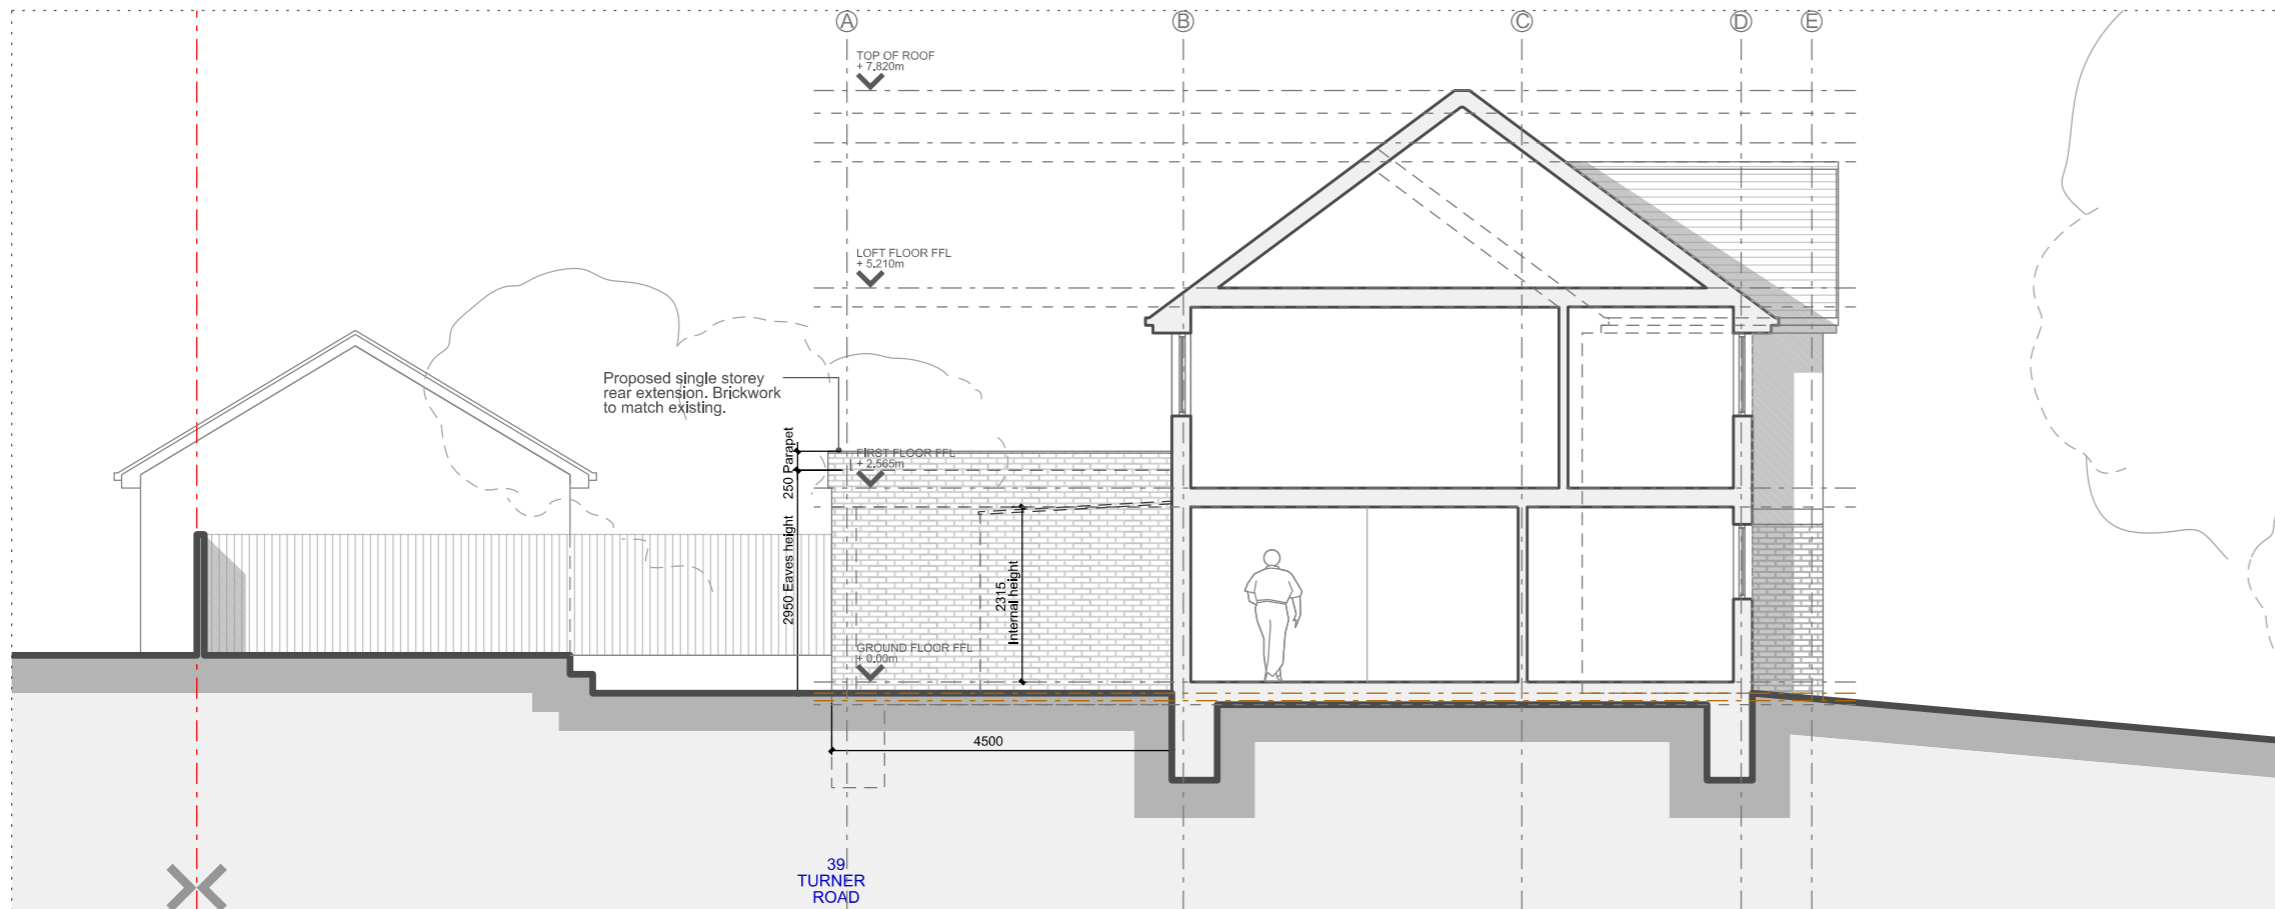 A
B
C
D
E
TOP OF ROOF
+ 7.820m
LOFT FLOOR FFL
+ 5.210m
Proposed single storey
rear extension. Brickwork
to match existing.
250 Parapet
FIRST FLOOR FFL
+ 2.565m
2950 Eaves height
2315
Internal height
GROUND FLOOR FFL
+ 0.00m
4500
39
TURNER
ROAD